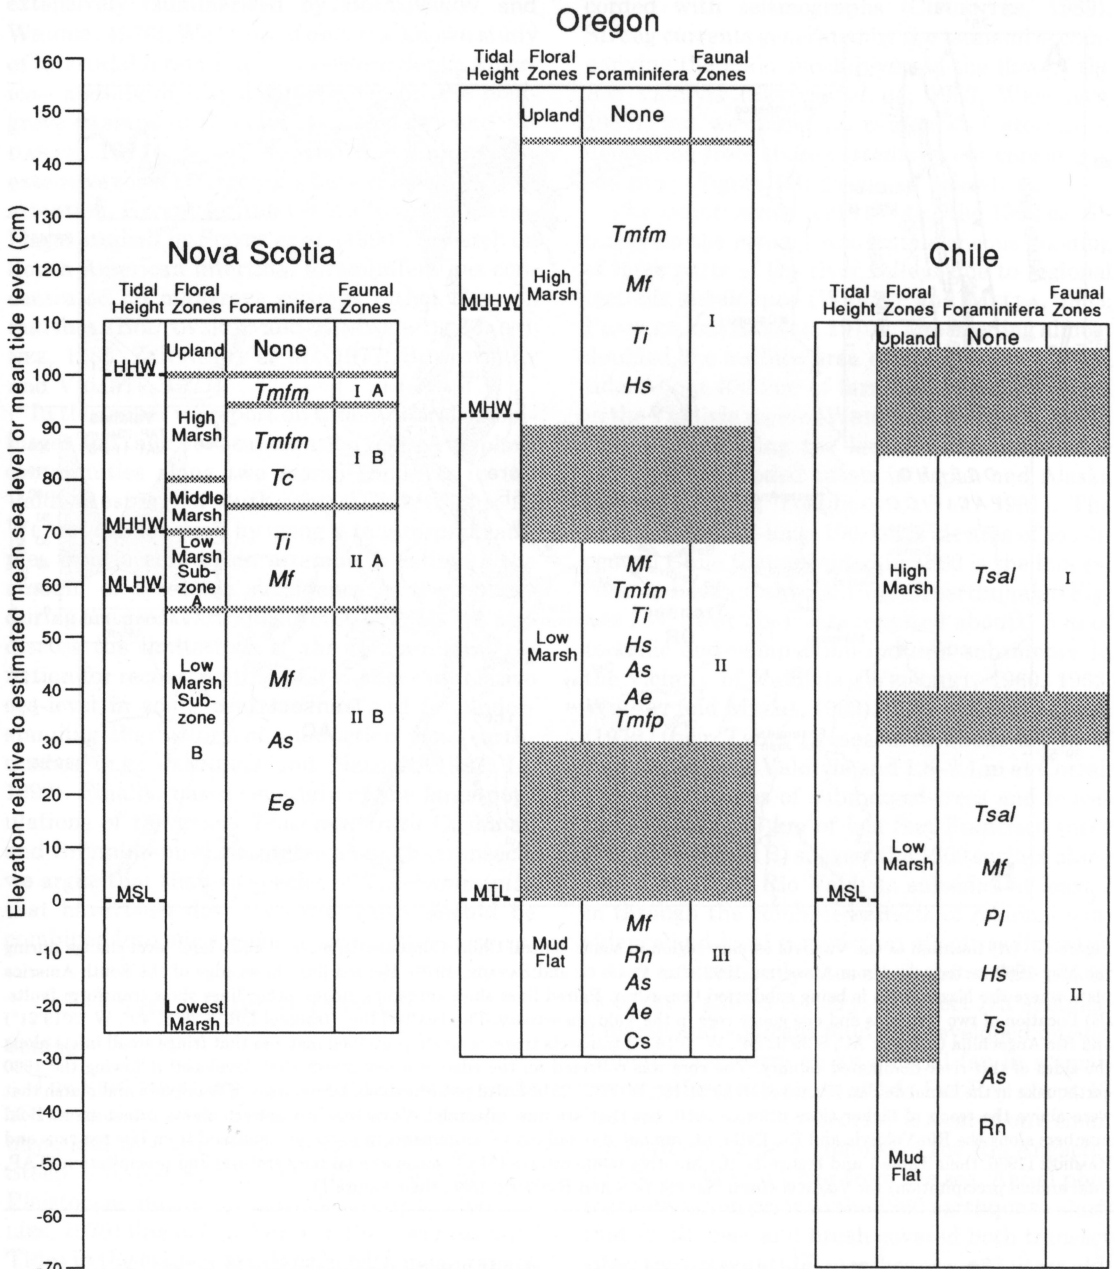 Oregon
Tidal Floral Faunal
Height Zones Foraminifera Zones
Upland None
High Marsh
Tmfm
Mf
Ti
Hs
I
MHHW
MHW
Low Marsh
Mf
Tmfm
Ti
Hs
As
Ae
Tmfp
II
MTL
Mud Flat
Mf
Rn
As
Ae
Cs
III
Nova Scotia
Tidal Floral Faunal
Height Zones Foraminifera Zones
Upland None
HHW
Tmfm I A
High Marsh
Tmfm
Tc
I B
Middle Marsh
MHHW
Low Marsh Sub-zone A
Ti
Mf
II A
MLHW
Low Marsh Sub-zone B
Mf
As
Ee
II B
MSL
Lowest Marsh
Chile
Tidal Floral Faunal
Height Zones Foraminifera Zones
Upland None
High Marsh
Tsal
I
Low Marsh
Tsal
Mf
Pl
Hs
Ts
As
Rn
II
MSL
Mud Flat
Elevation relative to estimated mean sea level or mean tide level (cm)
160
150
140
130
120
110
100
90
80
70
60
50
40
30
20
10
0
-10
-20
-30
-40
-50
-60
-70